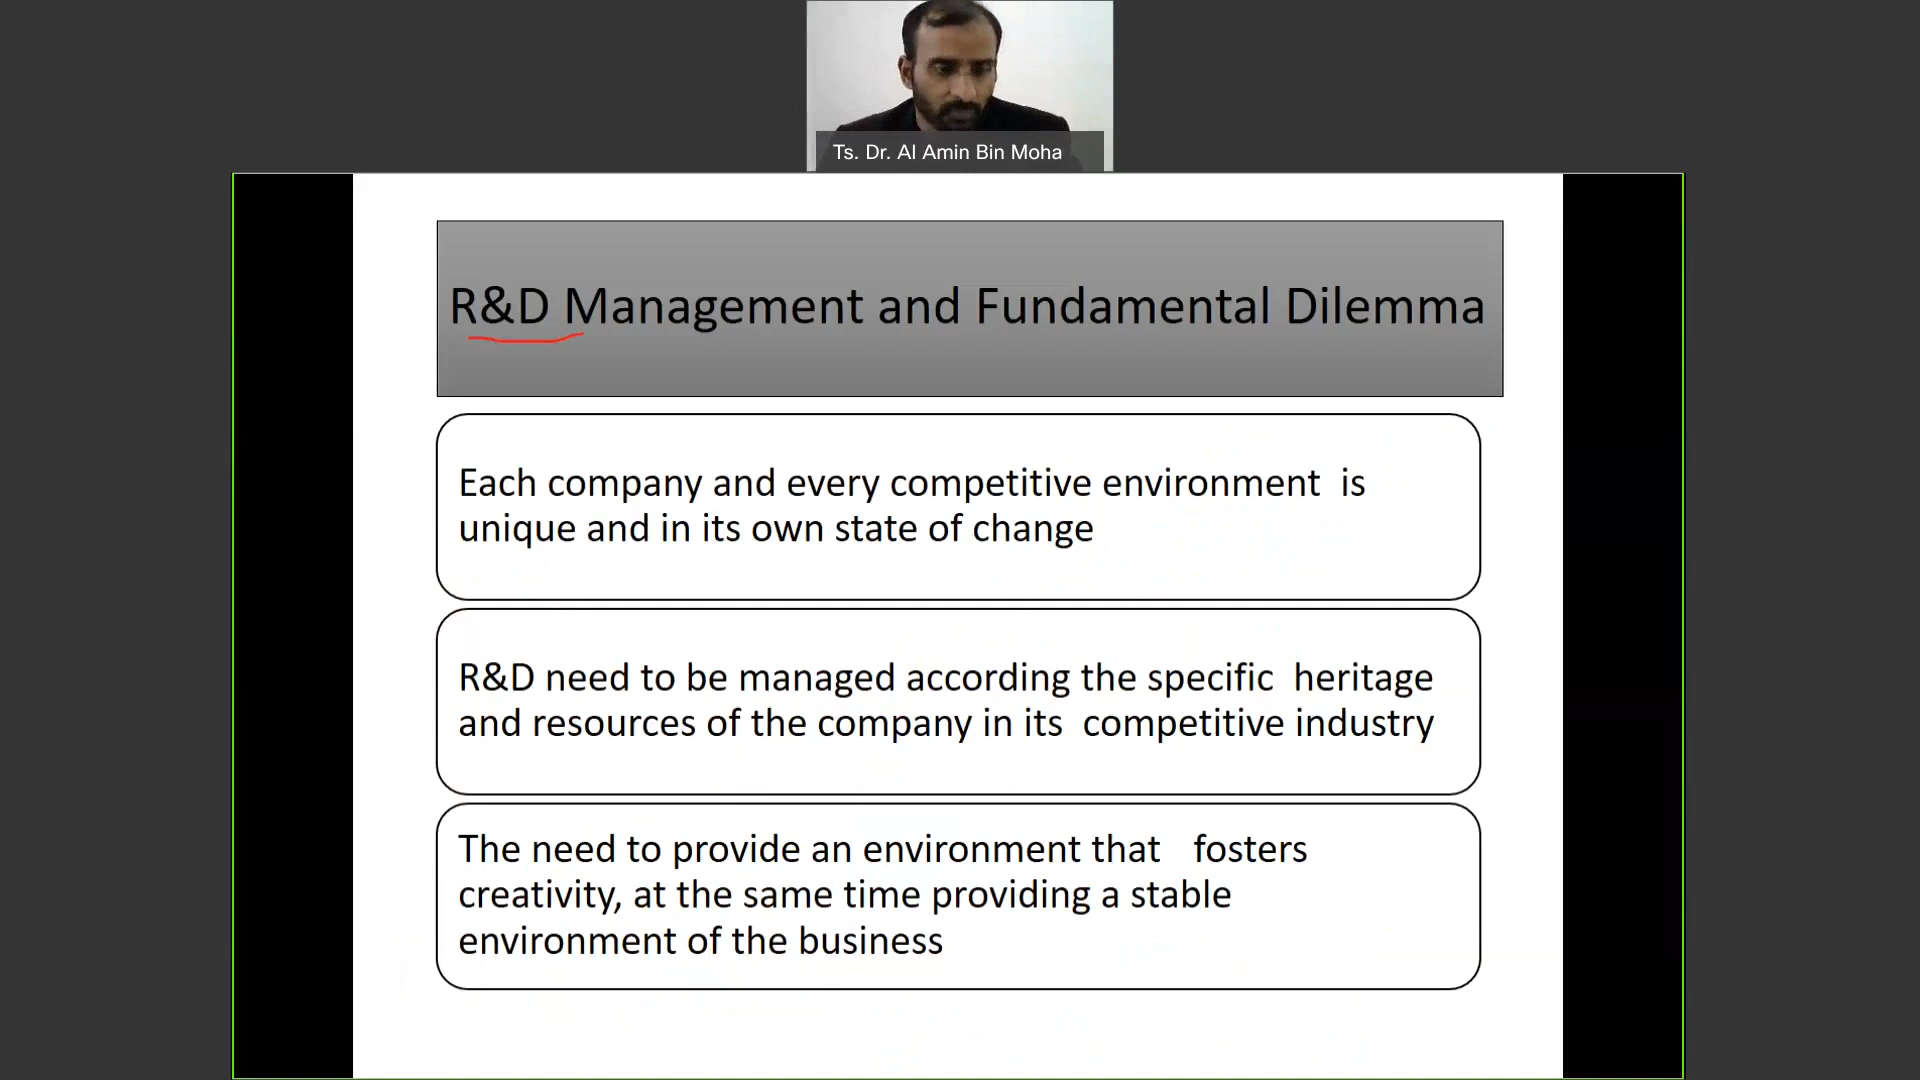 Ts. Dr. Al Amin Bin Moha
R&D Management and Fundamental Dilemma
Each company and every competitive environment is
unique and in its own state of change
R&D need to be managed according the specific heritage
and resources of the company in its competitive industry
The need to provide an environment that fosters
creativity, at the same time providing a stable
environment of the business